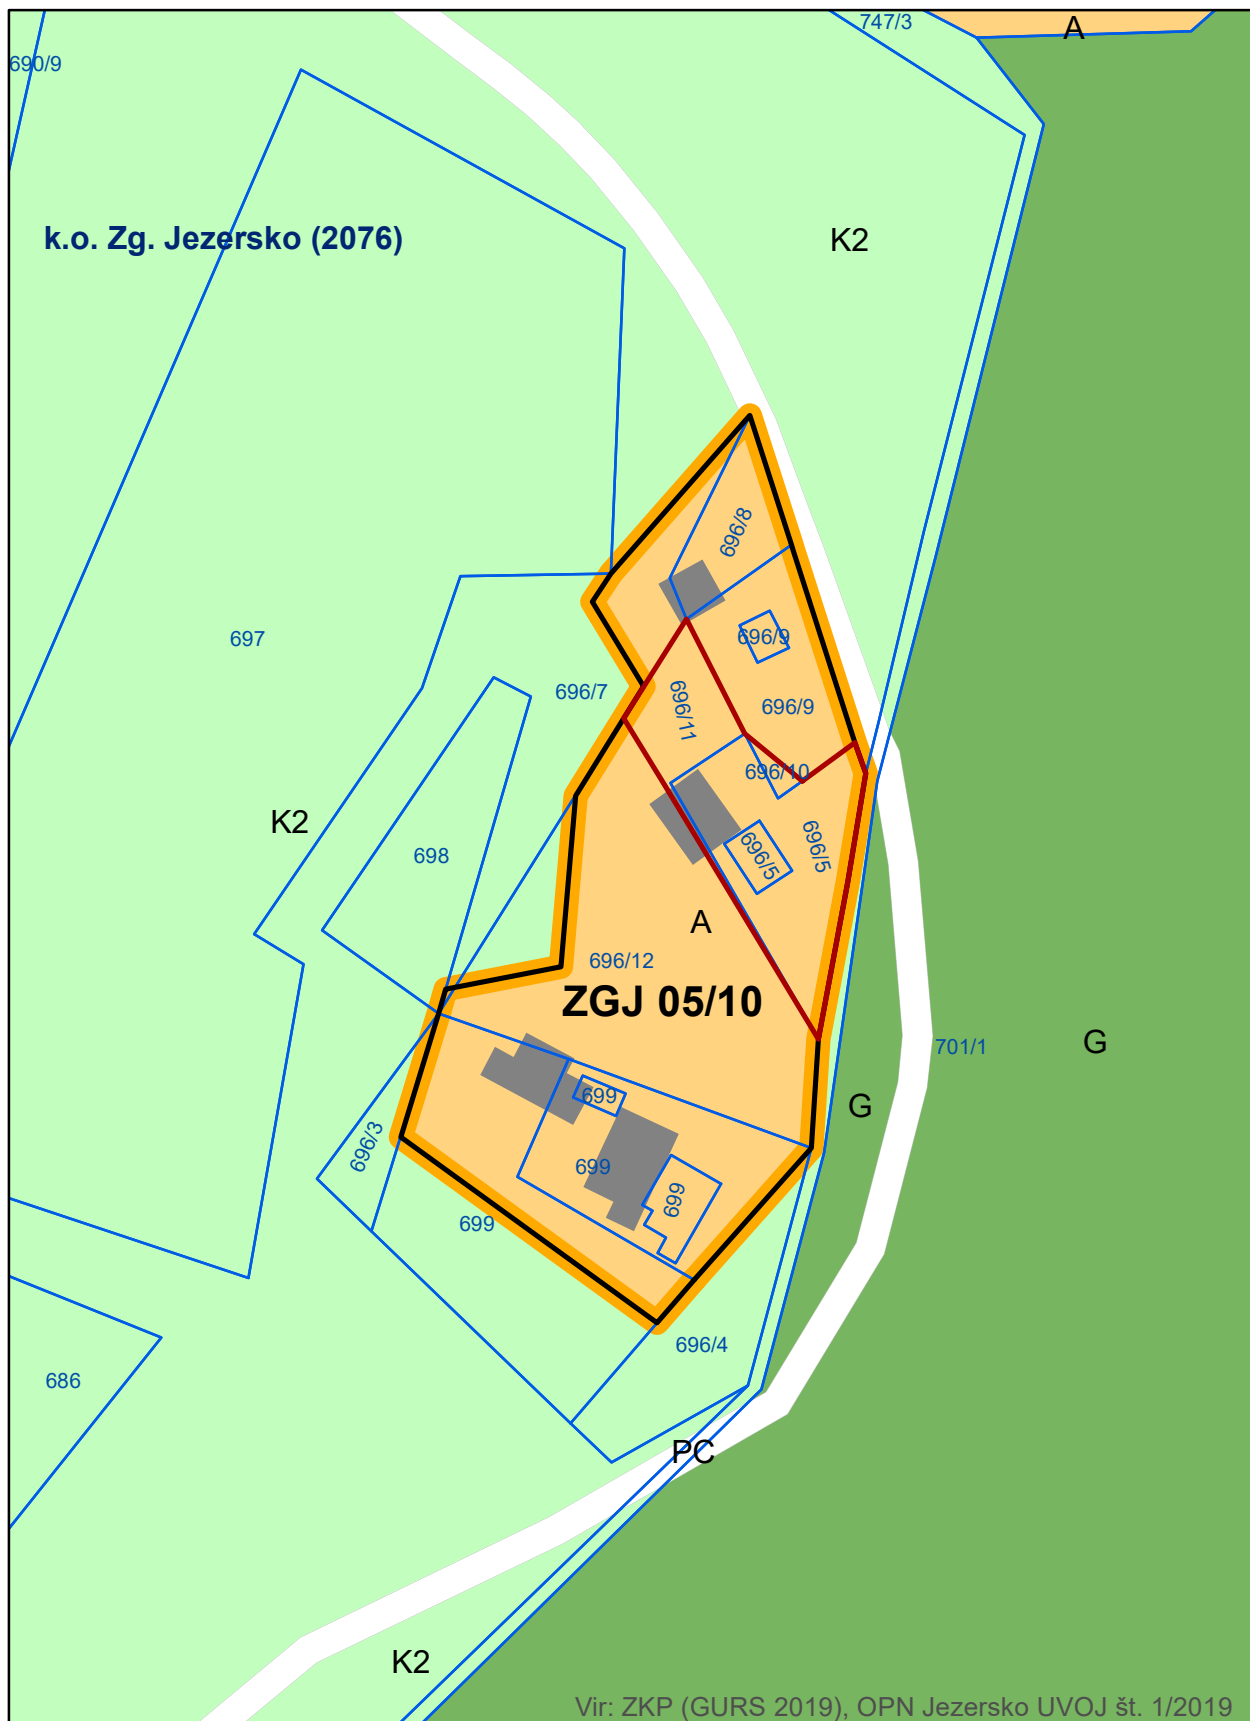 747/3
A
690/9
k.o. Zg. Jezersko (2076)
K2
696/8
696/9
697
696/7
696/11
696/9
696/10
K2
698
696/5
696/5
A
696/12
ZGJ 05/10
701/1
G
699
G
696/3
699
699
699
696/4
686
PC
K2
Vir: ZKP (GURS 2019), OPN Jezersko UVOJ št. 1/2019